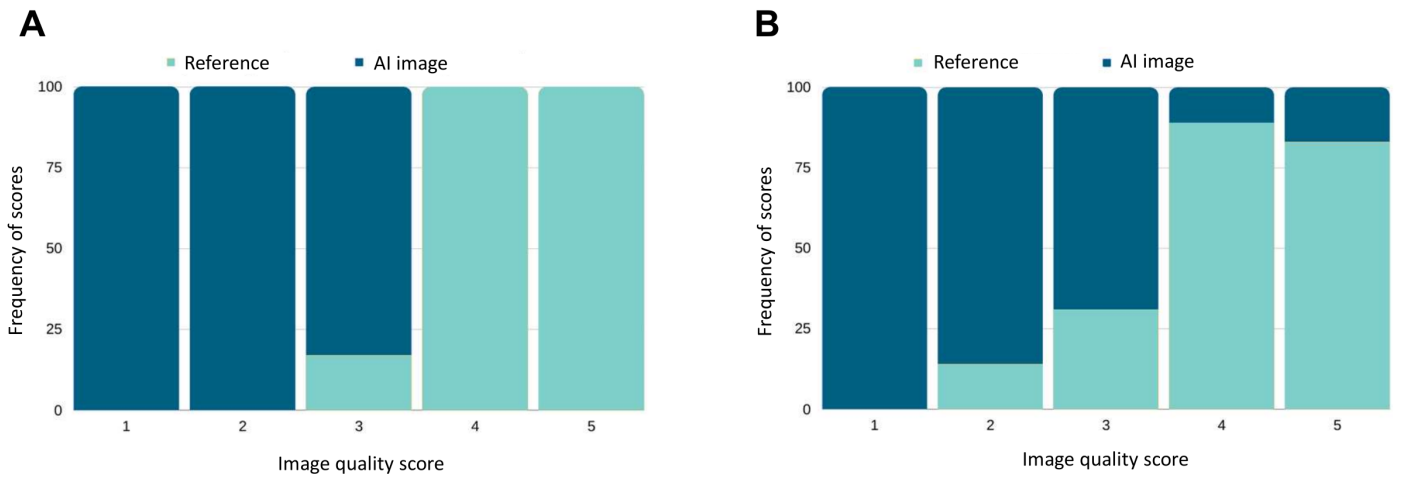 A
Reference AI image
100
75
50
25
0
Frequency of scores
1 2 3 4 5
Image quality score
B
Reference AI image
100
75
50
25
0
Frequency of scores
1 2 3 4 5
Image quality score